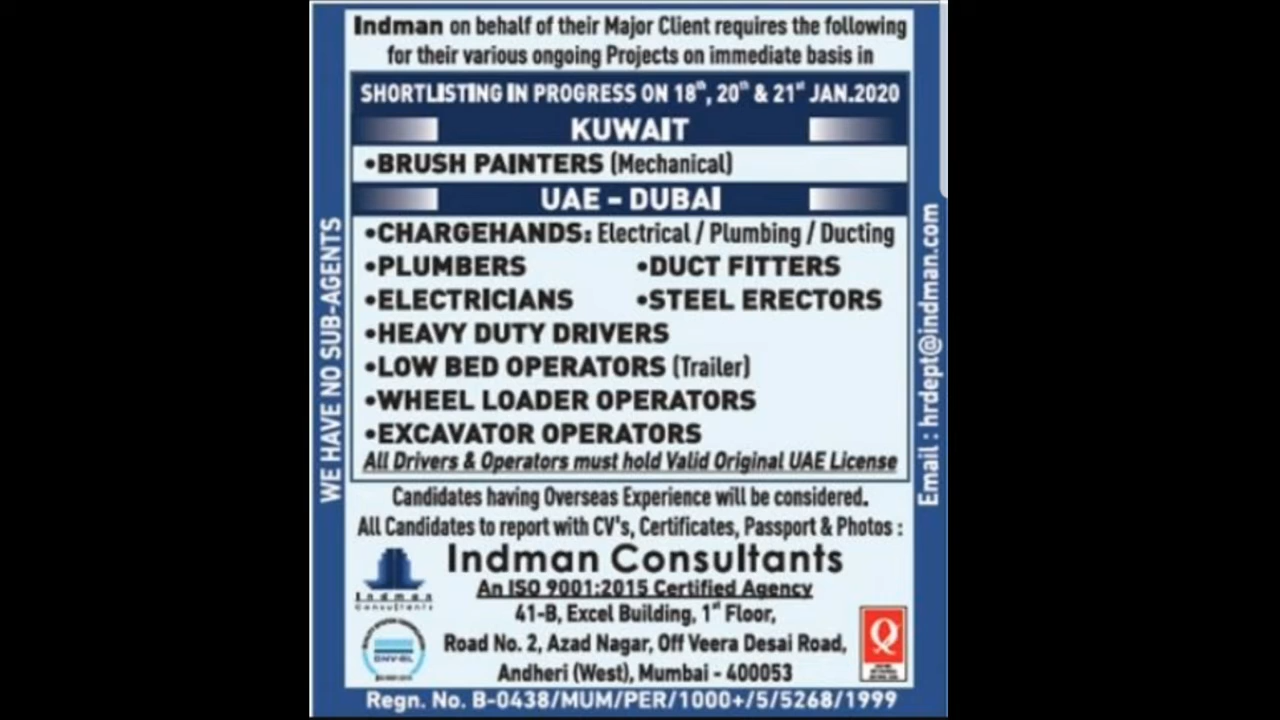 Indman on behalf of their Major Client requires the following
for their various ongoing Projects on immediate basis in
SHORTLISTING IN PROGRESS ON 18th, 20th & 21st JAN.2020
KUWAIT
•BRUSH PAINTERS (Mechanical)
UAE – DUBAI
•CHARGEHANDS: Electrical / Plumbing / Ducting
•PLUMBERS •DUCT FITTERS
•ELECTRICIANS •STEEL ERECTORS
•HEAVY DUTY DRIVERS
•LOW BED OPERATORS (Trailer)
•WHEEL LOADER OPERATORS
•EXCAVATOR OPERATORS
All Drivers & Operators must hold Valid Original UAE License
WE HAVE NO SUB-AGENTS
Email : hrdept@indman.com
Candidates having Overseas Experience will be considered.
All Candidates to report with CV's, Certificates, Passport & Photos :
Indman Consultants
An ISO 9001:2015 Certified Agency
41-B, Excel Building, 1st Floor,
Road No. 2, Azad Nagar, Off Veera Desai Road,
Andheri (West), Mumbai - 400053
Indman
Consultants
DNV·GL
Q
Regn. No. B-0438/MUM/PER/1000+/5/5268/1999